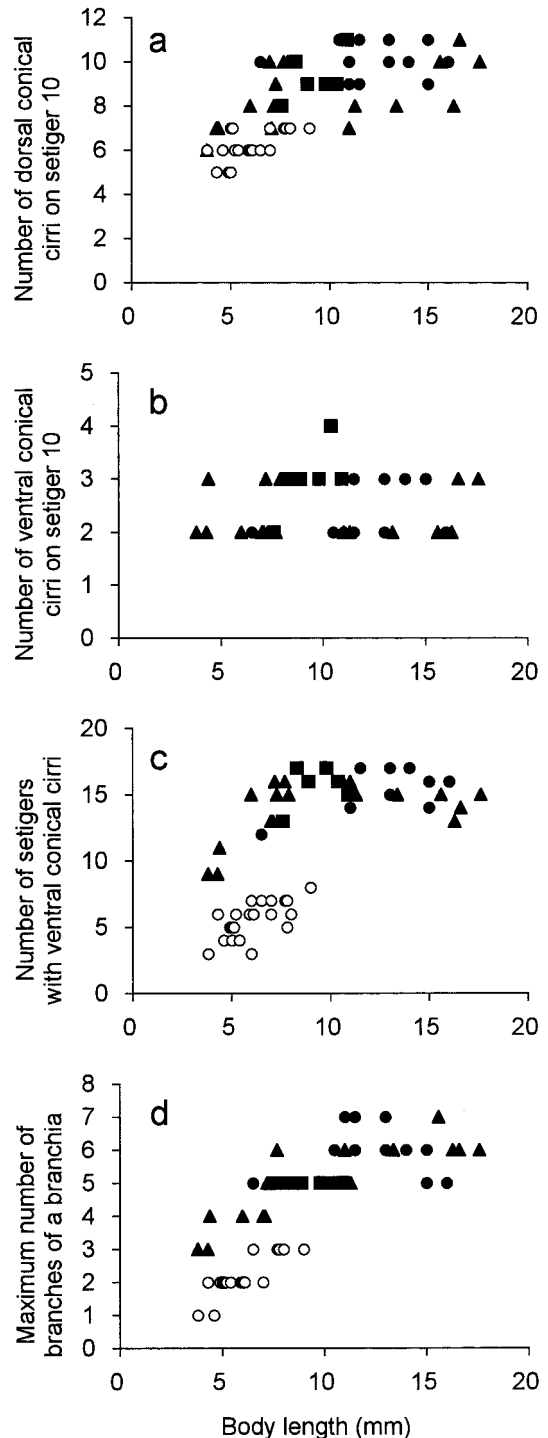 a
12
10
8
6
4
2
0
0 5 10 15 20
Number of dorsal conical
cirri on setiger 10
b
5
4
3
2
1
0
0 5 10 15 20
Number of ventral conical
cirri on setiger 10
c
20
15
10
5
0
0 5 10 15 20
Number of setigers
with ventral conical cirri
d
8
7
6
5
4
3
2
1
0
0 5 10 15 20
Maximum number of
branches of a branchia
Body length (mm)